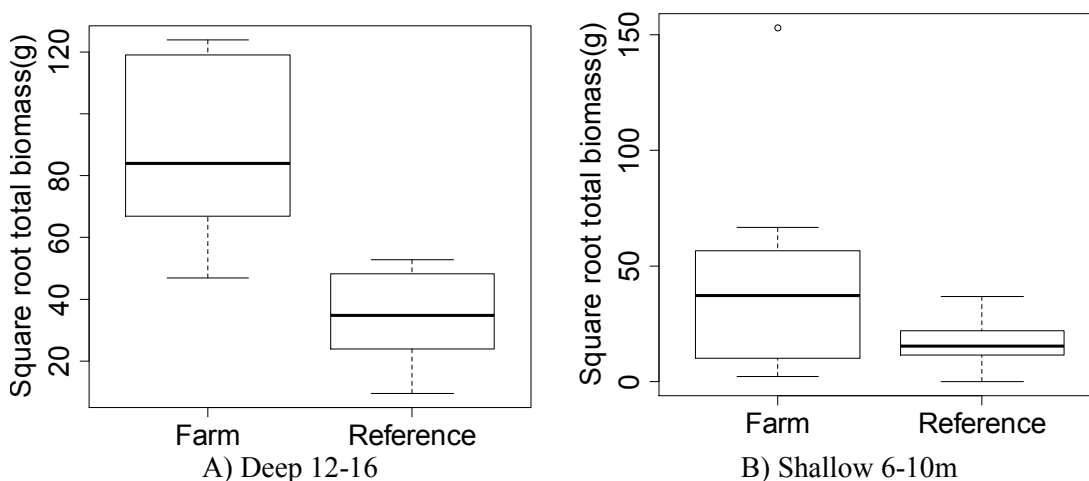 Square root total biomass(g)
120
80
60
40
20
Farm
Reference
A) Deep 12-16
Square root total biomass(g)
150
100
50
0
Farm
Reference
B) Shallow 6-10m